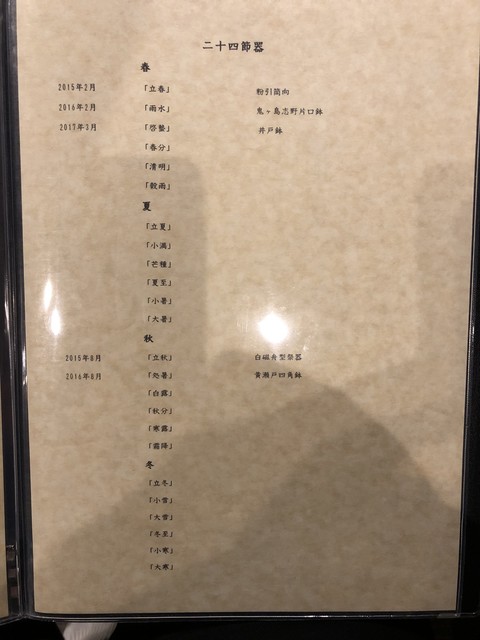 二十四節器
春
2015年2月 「立春」 粉引筒向
2016年2月 「雨水」 鬼ヶ島志野片口鉢
2017年3月 「啓蟄」 井戸鉢
「春分」
「清明」
「穀雨」
夏
「立夏」
「小満」
「芒種」
「夏至」
「小暑」
「大暑」
秋
2015年8月 「立秋」 白磁舟型祭器
2016年8月 「処暑」 黄瀬戸四角鉢
「白露」
「秋分」
「寒露」
「霜降」
冬
「立冬」
「小雪」
「大雪」
「冬至」
「小寒」
「大寒」